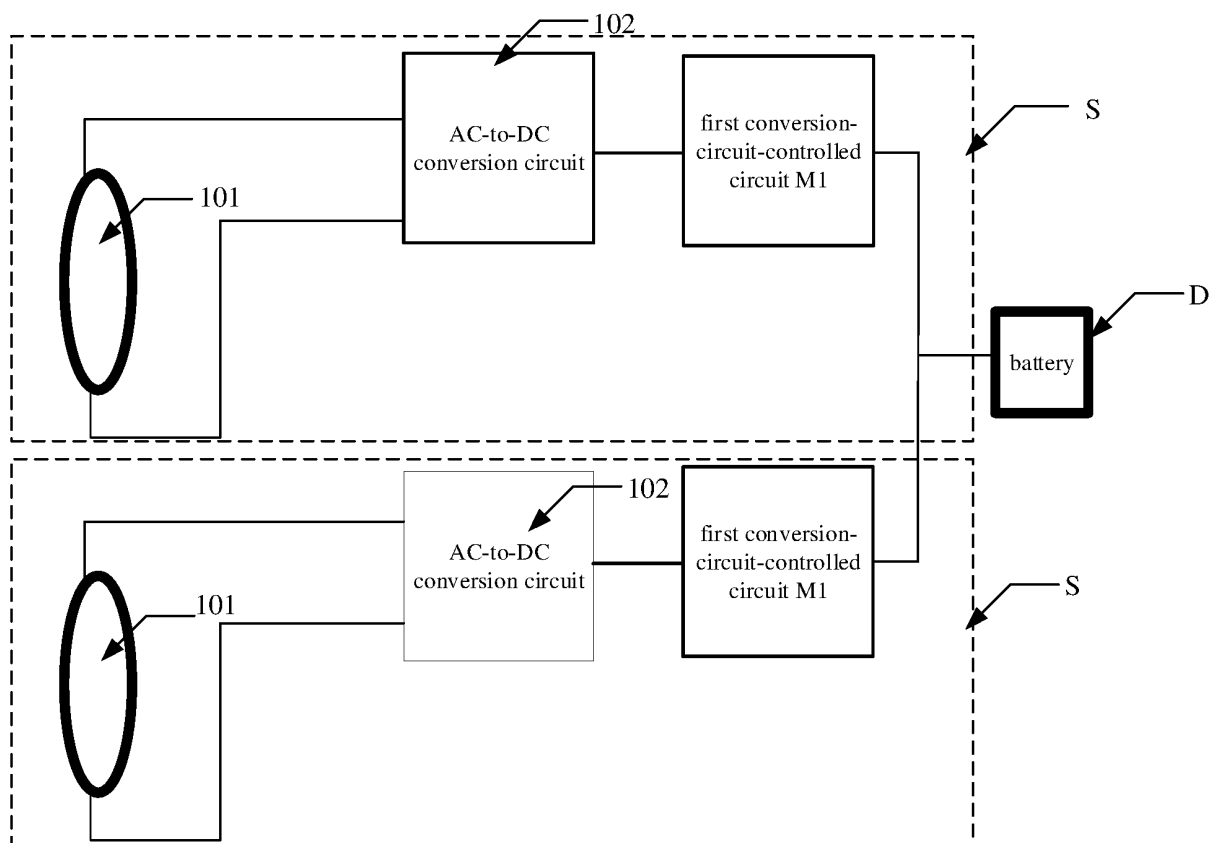 102
S
AC-to-DC
conversion circuit
first conversion-
circuit-controlled
circuit M1
101
D
battery
102
AC-to-DC
conversion circuit
first conversion-
circuit-controlled
circuit M1
S
101